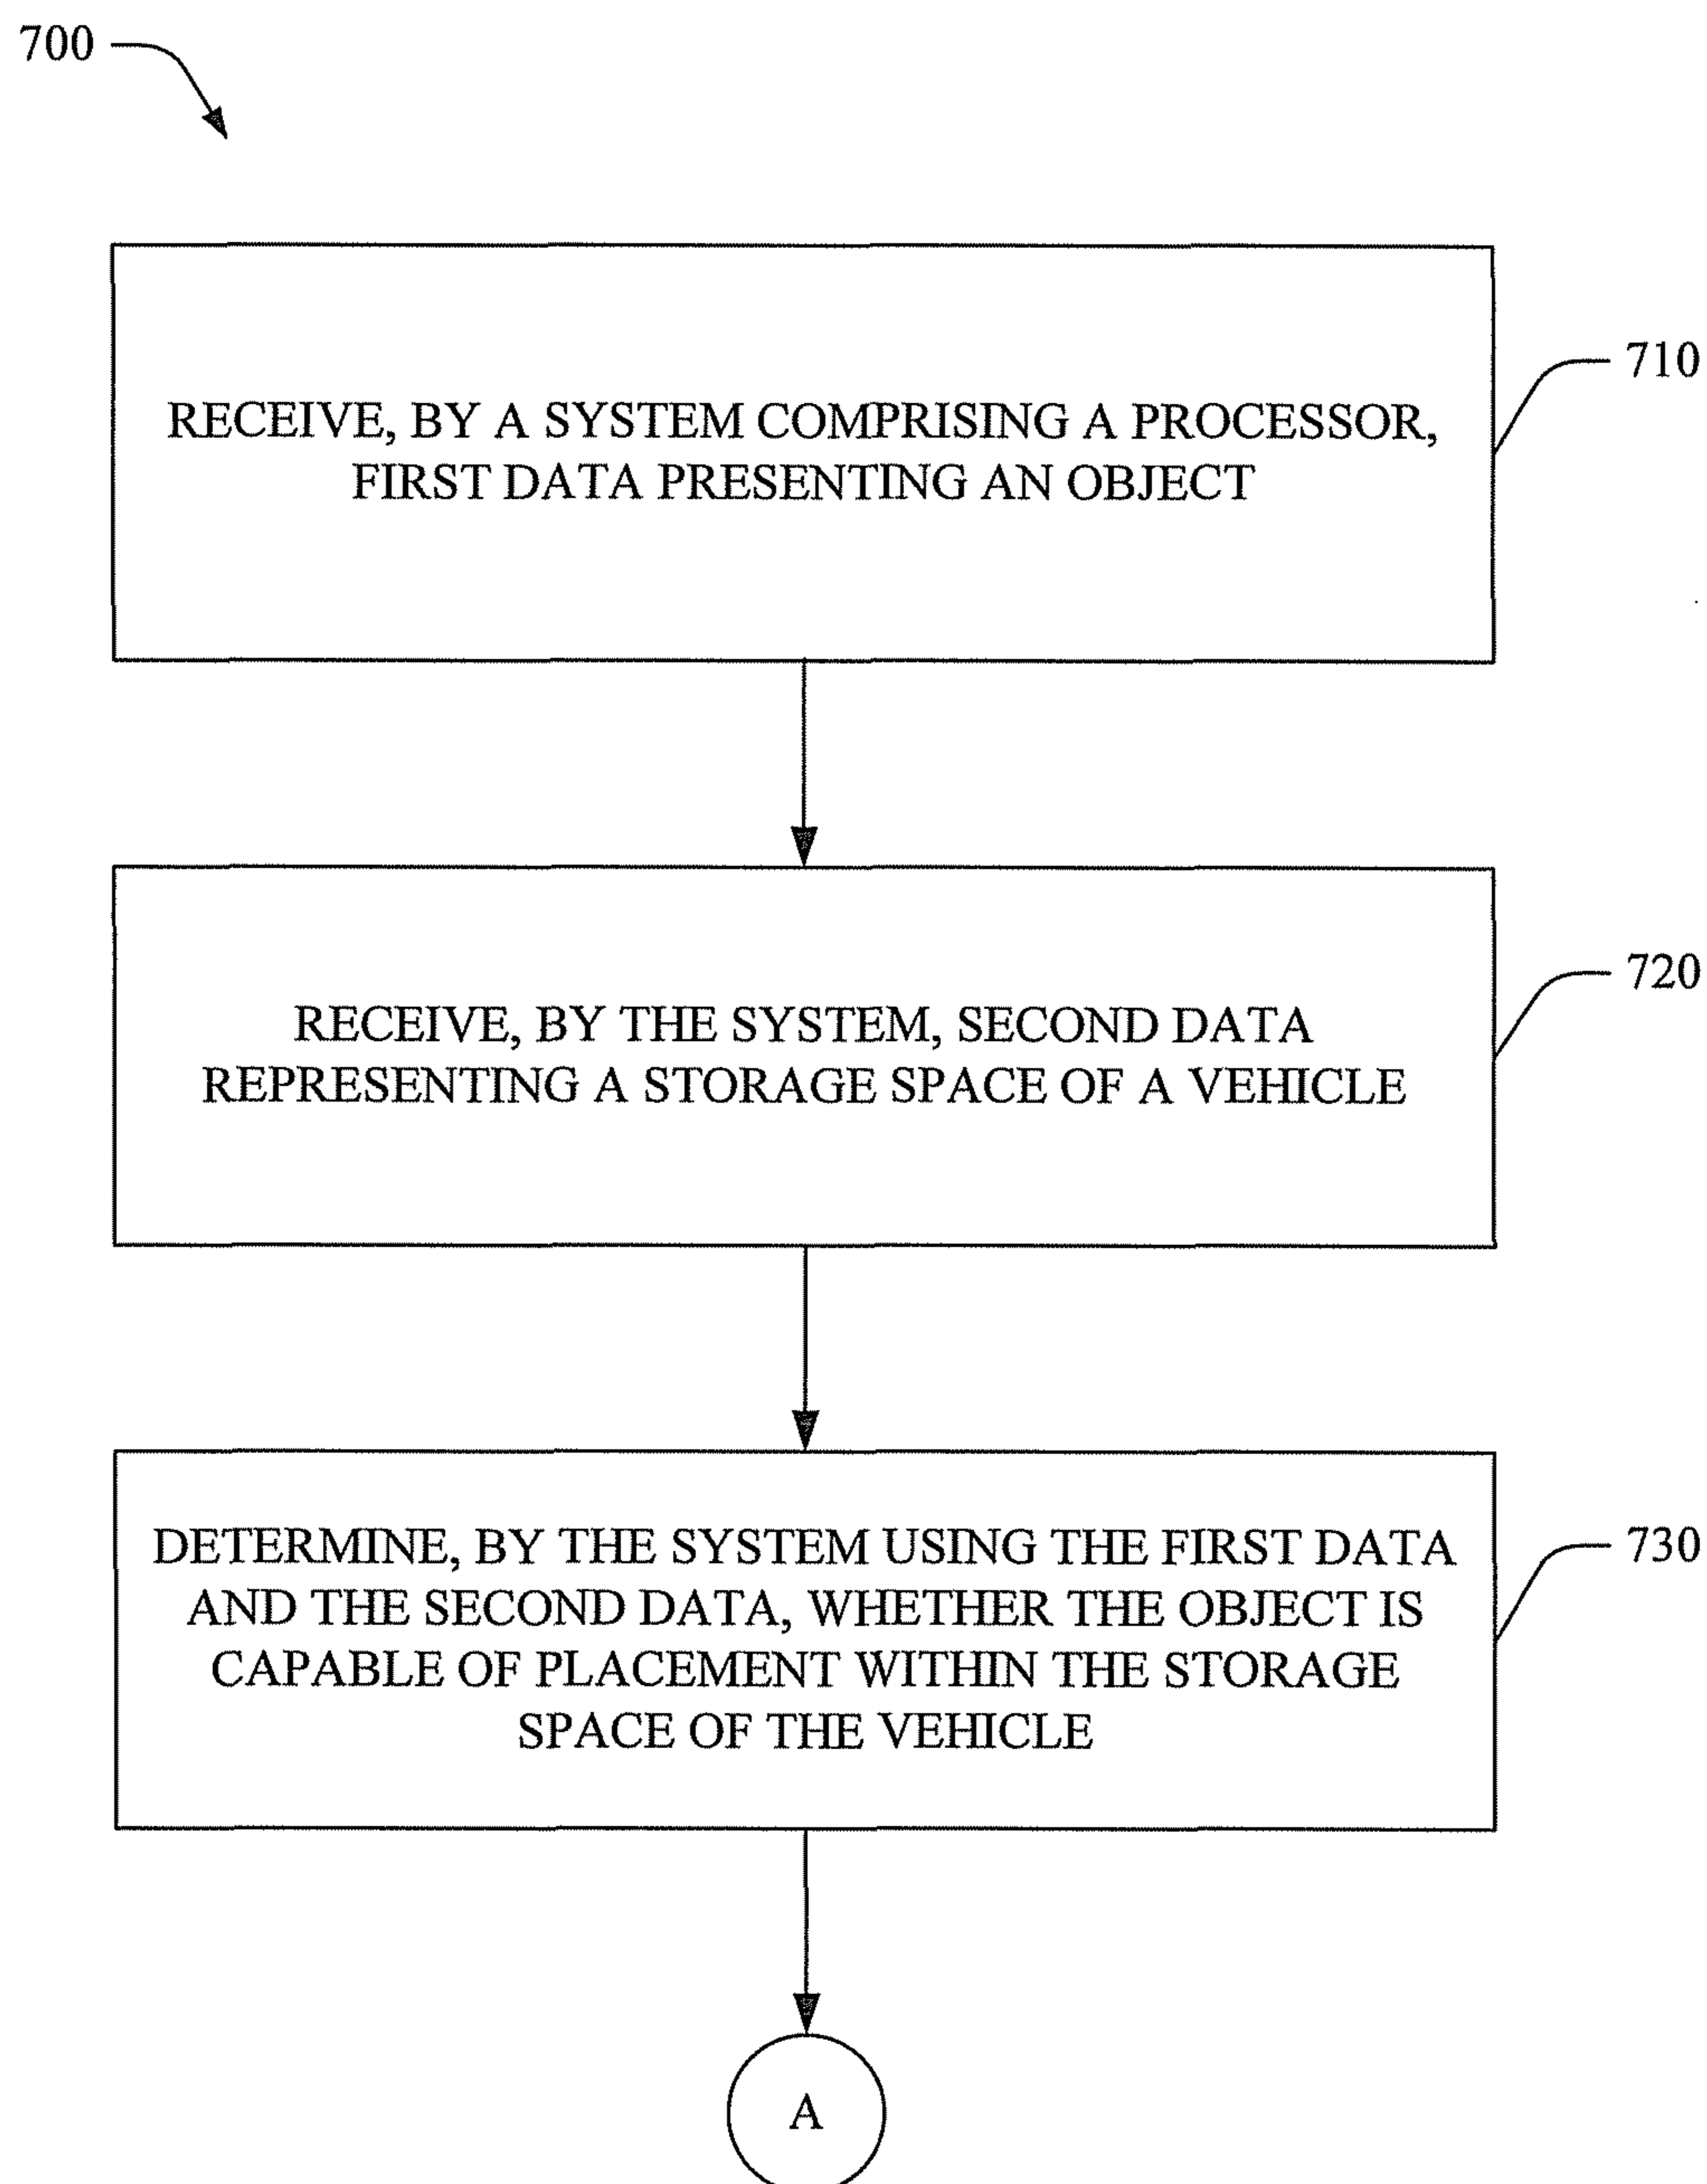 700
RECEIVE, BY A SYSTEM COMPRISING A PROCESSOR,
FIRST DATA PRESENTING AN OBJECT
710
RECEIVE, BY THE SYSTEM, SECOND DATA
REPRESENTING A STORAGE SPACE OF A VEHICLE
720
DETERMINE, BY THE SYSTEM USING THE FIRST DATA
AND THE SECOND DATA, WHETHER THE OBJECT IS
CAPABLE OF PLACEMENT WITHIN THE STORAGE
SPACE OF THE VEHICLE
730
A